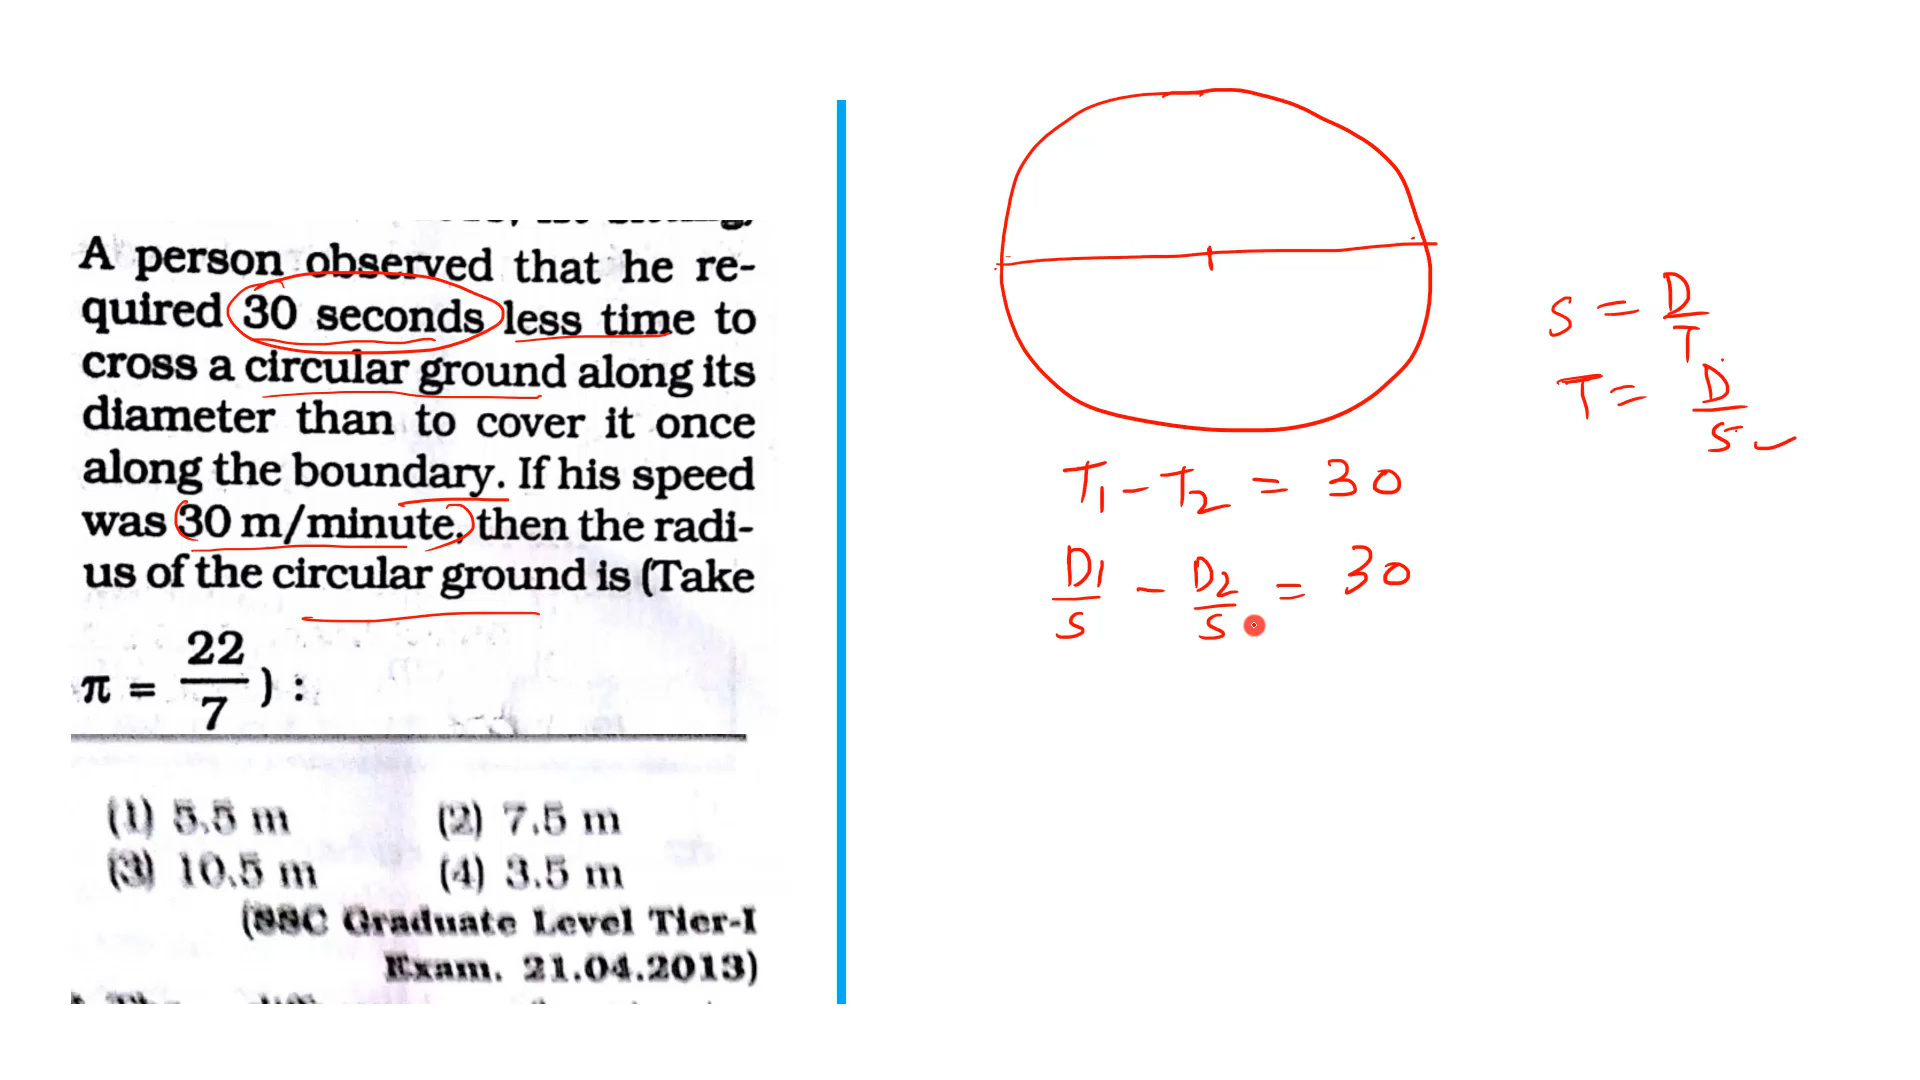 A person observed that he re-
quired 30 seconds less time to
cross a circular ground along its
diameter than to cover it once
along the boundary. If his speed
was 30 m/minute, then the radi-
us of the circular ground is (Take
π = 22/7 ) :
(1) 5.5 m (2) 7.5 m
(3) 10.5 m (4) 3.5 m
(SSC Graduate Level Tier-I
Exam. 21.04.2013)
S = D/T
T = D/S
T1 - T2 = 30
D1/S - D2/S = 30